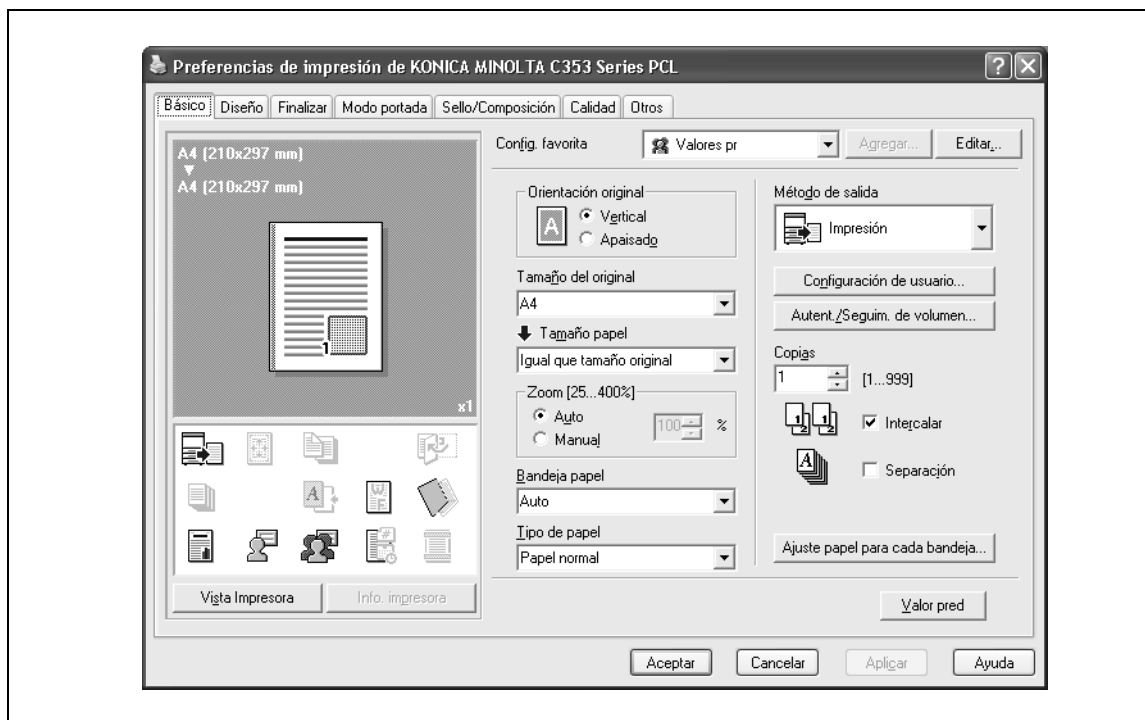 Preferencias de impresión de KONICA MINOLTA C353 Series PCL
Básico Diseño Finalizar Modo portada Sello/Composición Calidad Otros
A4 (210x297 mm)
A4 (210x297 mm)
1
x1
Vista Impresora
Info. impresora
Config. favorita
Valores pr
Agregar...
Editar...
Orientación original
A
Vertical
Apaisado
Tamaño del original
A4
Tamaño papel
Igual que tamaño original
Zoom [25...400%]
Auto
Manual
100 %
Bandeja papel
Auto
Tipo de papel
Papel normal
Método de salida
Impresión
Configuración de usuario...
Autent./Seguim. de volumen...
Copias
1 [1...999]
Intercalar
Separación
Ajuste papel para cada bandeja...
Valor pred
Aceptar Cancelar Aplicar Ayuda